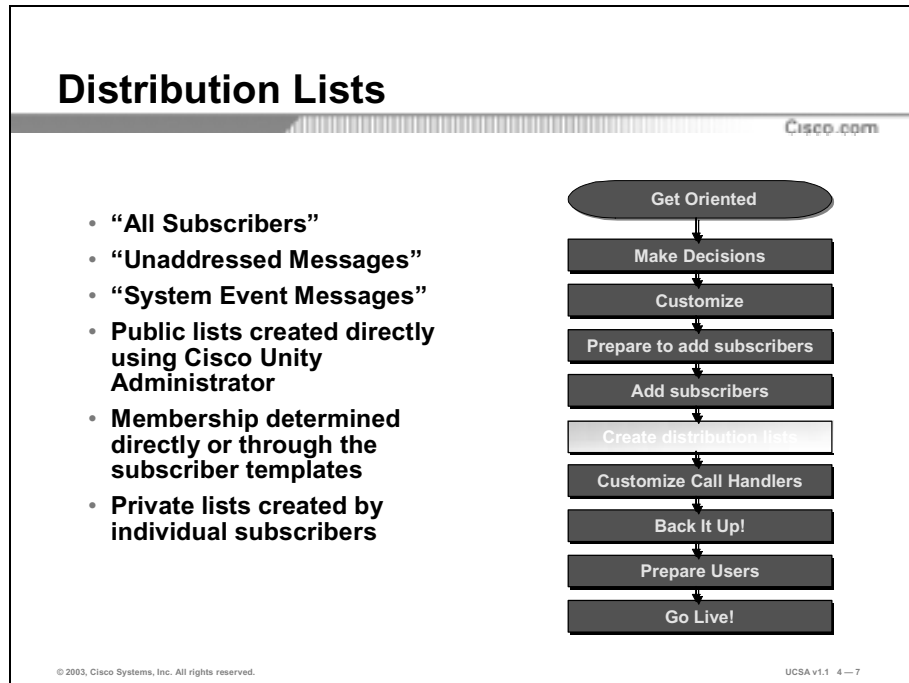 Distribution Lists
Cisco.com
• “All Subscribers”
• “Unaddressed Messages”
• “System Event Messages”
• Public lists created directly
using Cisco Unity
Administrator
• Membership determined
directly or through the
subscriber templates
• Private lists created by
individual subscribers
Get Oriented
Make Decisions
Customize
Prepare to add subscribers
Add subscribers
Create distribution lists
Customize Call Handlers
Back It Up!
Prepare Users
Go Live!
© 2003, Cisco Systems, Inc. All rights reserved.
UCSA v1.1 4 — 7